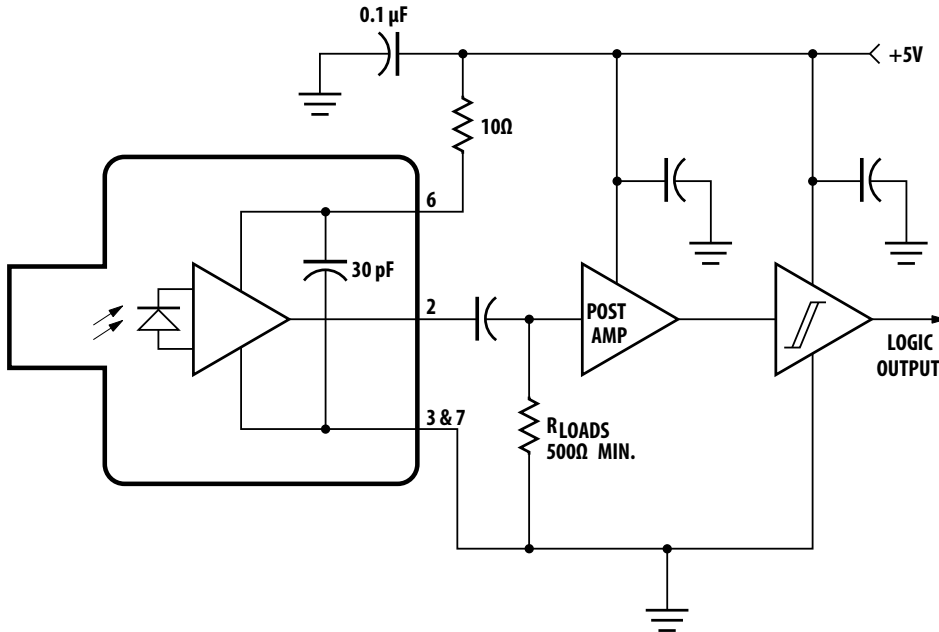 0.1 µF
+5V
10Ω
6
30 pF
2
POST
AMP
LOGIC
OUTPUT
3 & 7
RLOADS
500Ω MIN.